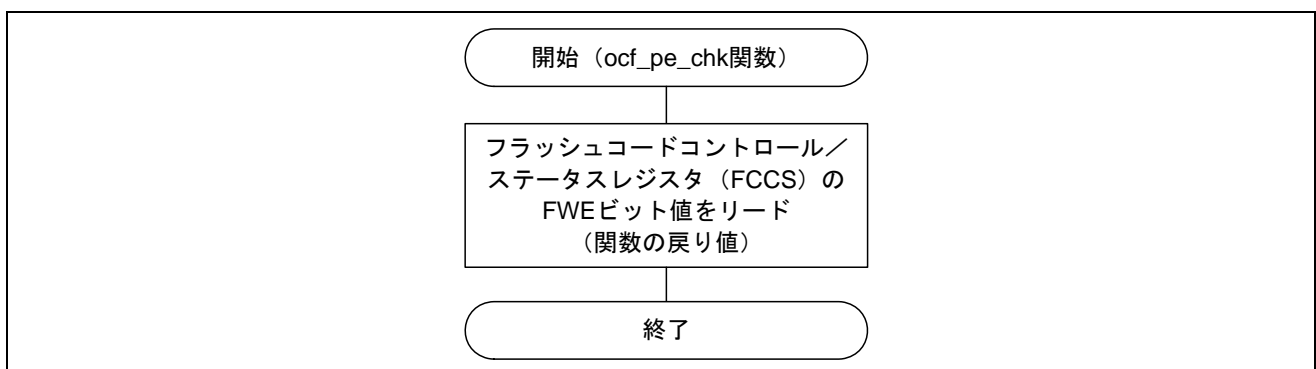 開始（ocf_pe_chk関数）
フラッシュコードコントロール／
ステータスレジスタ（FCCS）の
FWEビット値をリード
（関数の戻り値）
終了